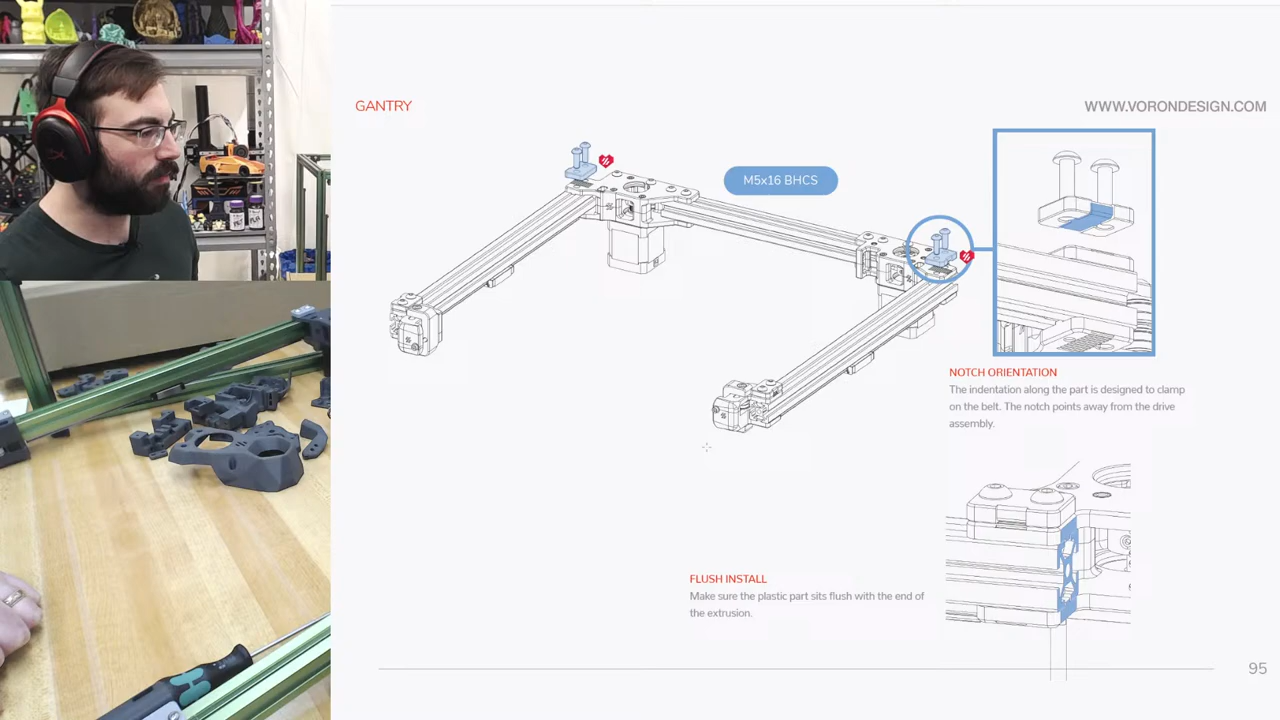 GANTRY
WWW.VORONDESIGN.COM
M5x16 BHCS
NOTCH ORIENTATION
The indentation along the part is designed to clamp
on the belt. The notch points away from the drive
assembly.
FLUSH INSTALL
Make sure the plastic part sits flush with the end of
the extrusion.
95